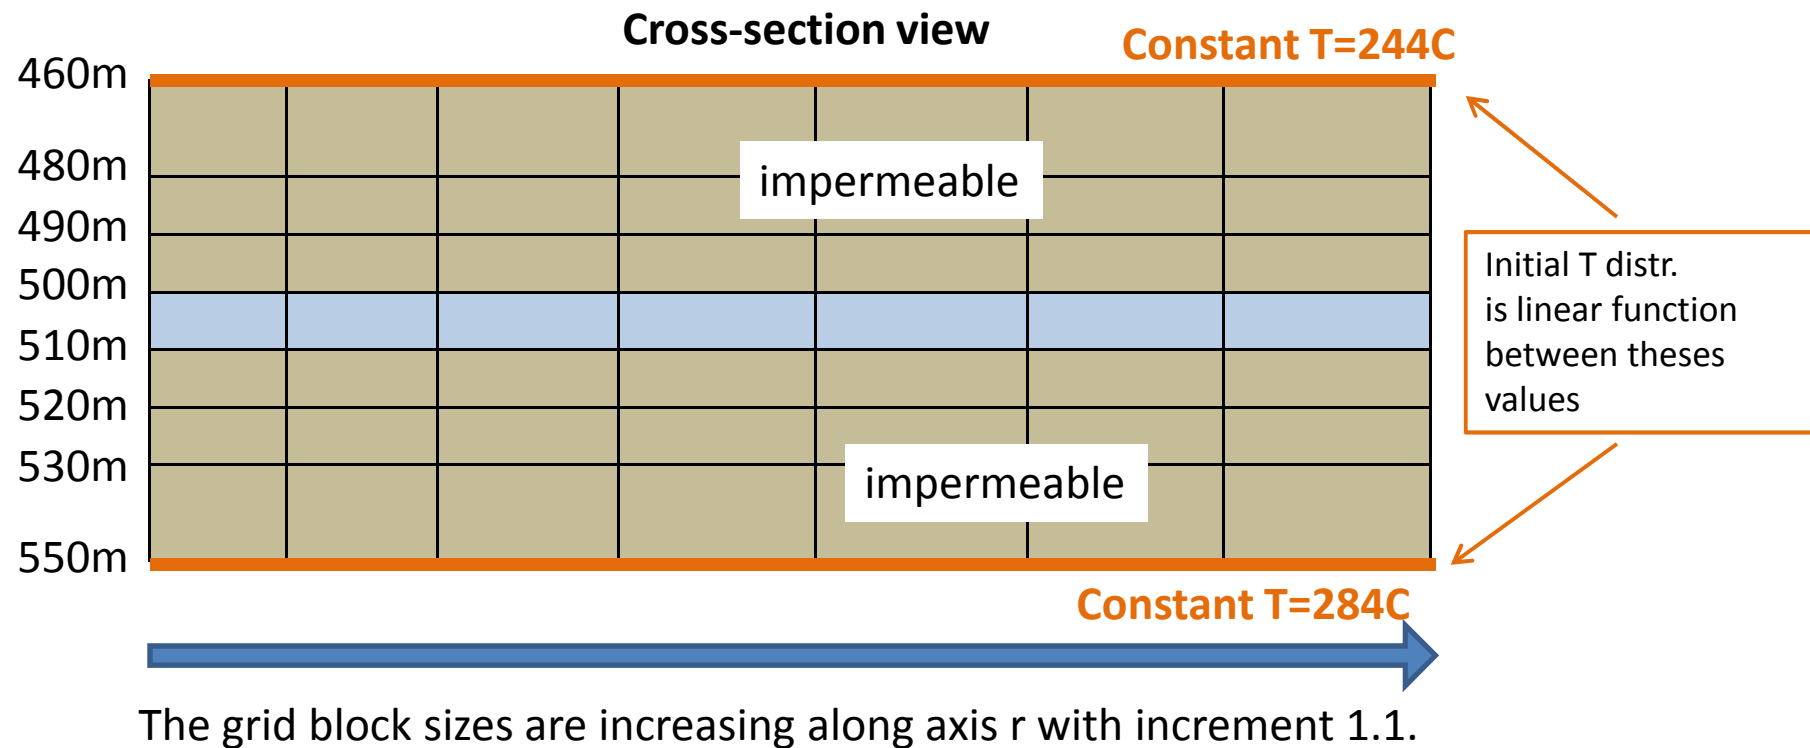 Cross-section view
Constant T=244C
460m
480m
impermeable
490m
500m
510m
520m
530m
impermeable
550m
Initial T distr.
is linear function
between theses
values
Constant T=284C
The grid block sizes are increasing along axis r with increment 1.1.